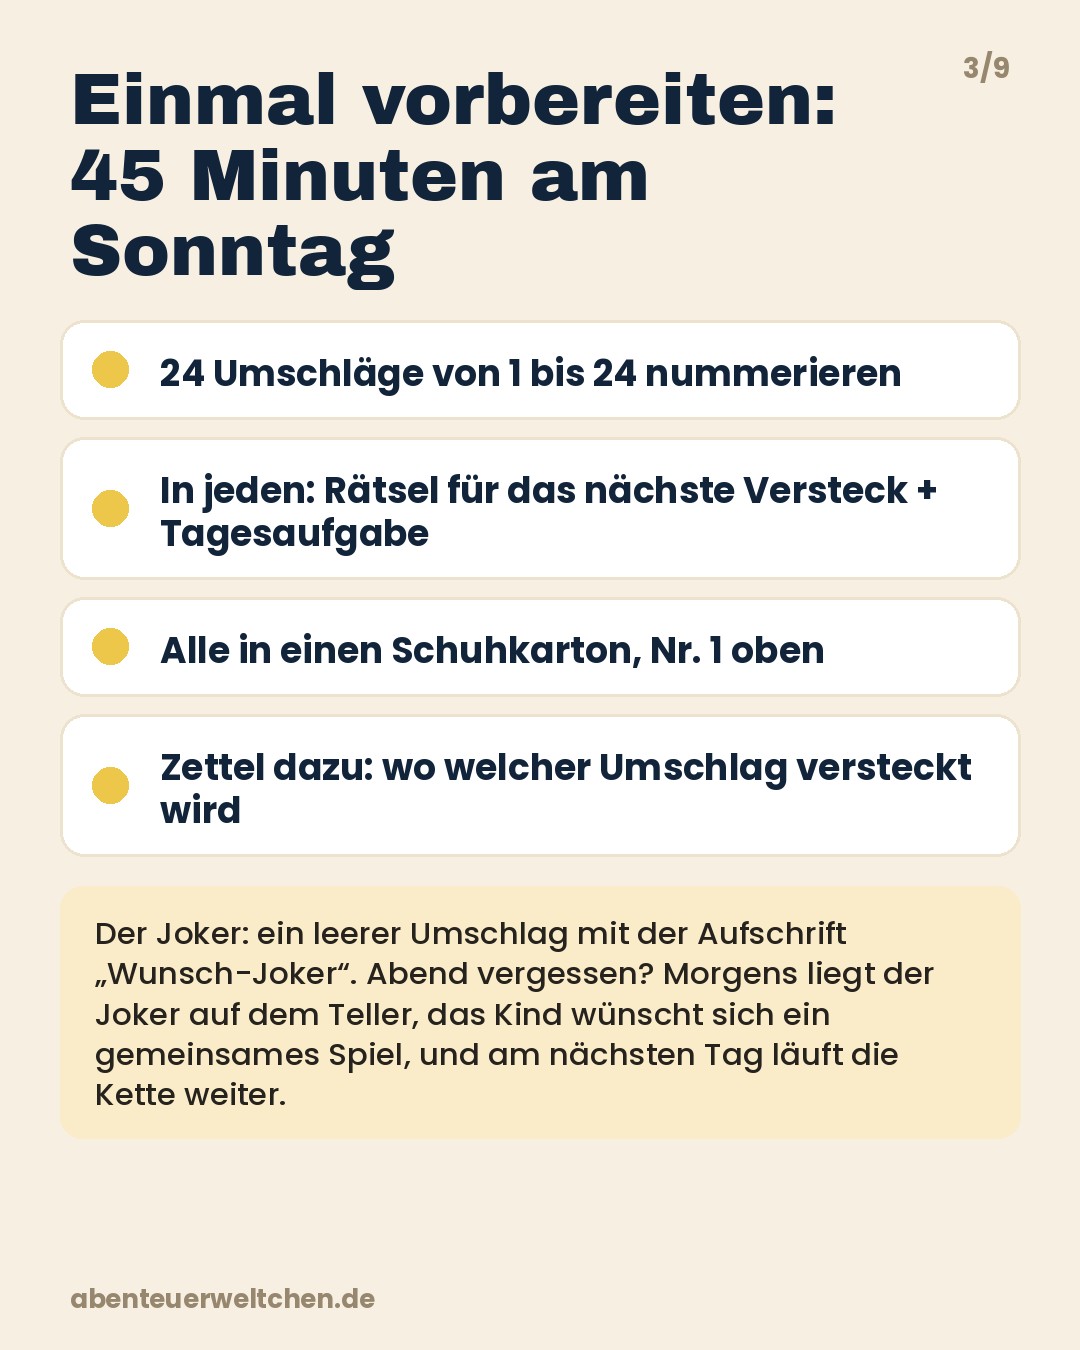 3/9
Einmal vorbereiten:
45 Minuten am
Sonntag
24 Umschläge von 1 bis 24 nummerieren
In jeden: Rätsel für das nächste Versteck +
Tagesaufgabe
Alle in einen Schuhkarton, Nr. 1 oben
Zettel dazu: wo welcher Umschlag versteckt
wird
Der Joker: ein leerer Umschlag mit der Aufschrift
„Wunsch-Joker“. Abend vergessen? Morgens liegt der
Joker auf dem Teller, das Kind wünscht sich ein
gemeinsames Spiel, und am nächsten Tag läuft die
Kette weiter.
abenteuerweltchen.de